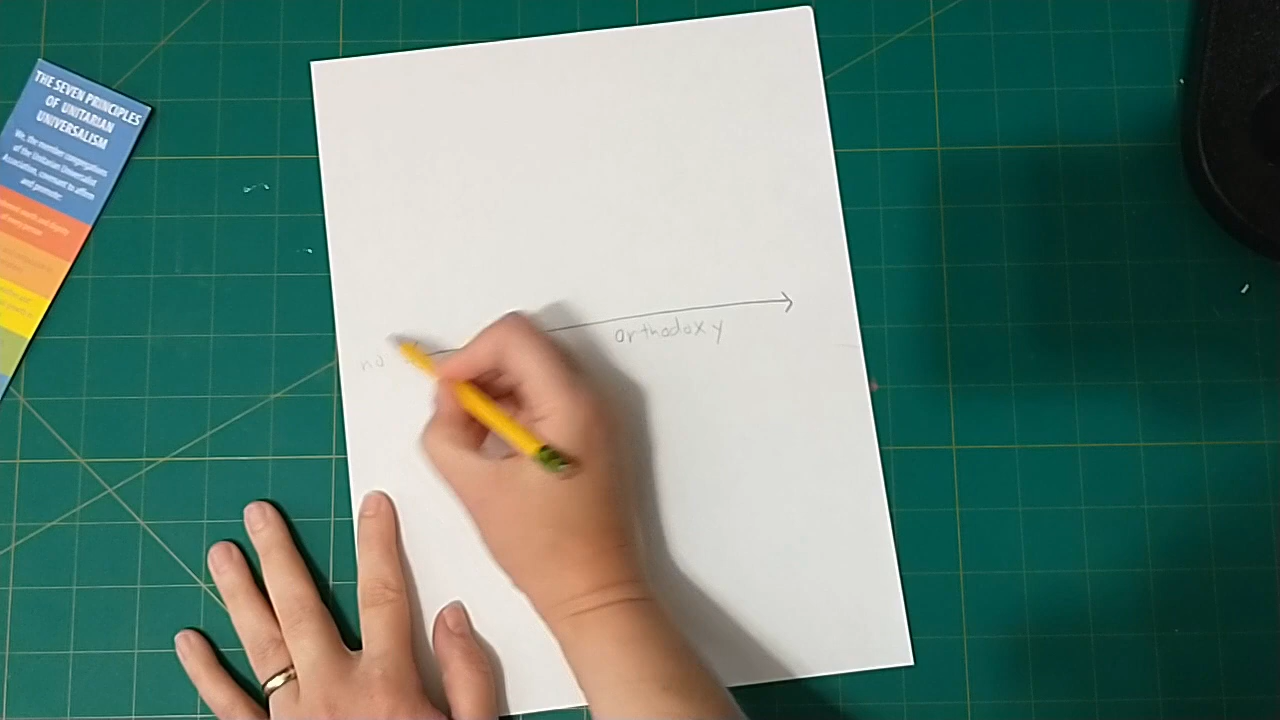 THE SEVEN PRINCIPLES
OF UNITARIAN
UNIVERSALISM
We, the member congregations
of the Unitarian Universalist
Association, covenant to affirm
and promote:
orthodoxy
no